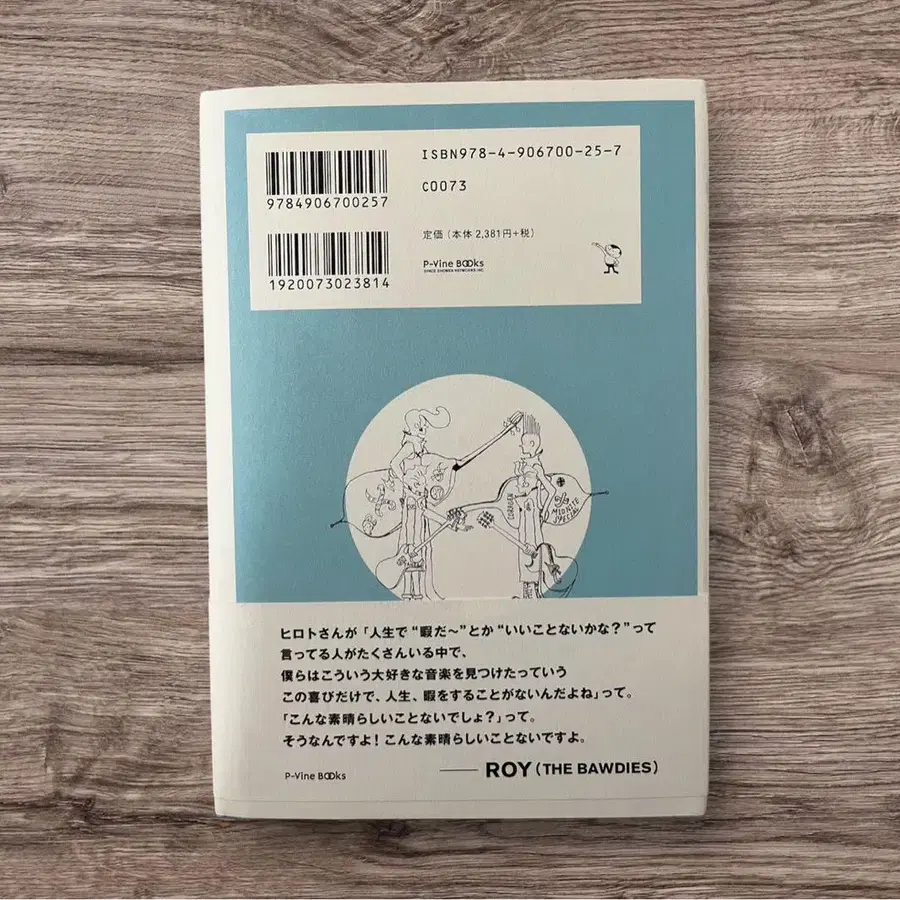 ISBN978-4-906700-25-7
9784906700257
C0073
定価（本体 2,381円+税）
P-Vine BOOks
SPACE SHOWER NETWORKS INC.
1920073023814
CORRIGAN
MIDNITE
SPECIAL
ヒロトさんが「人生で“暇だ〜”とか“いいことないかな？”って
言ってる人がたくさんいる中で、
僕らはこういう大好きな音楽を見つけたっていう
この喜びだけで、人生、暇をすることがないんだよね」って。
「こんな素晴らしいことないでしょ？」って。
そうなんですよ！こんな素晴らしいことないですよ。
P-Vine BOOks
ROY（THE BAWDIES）